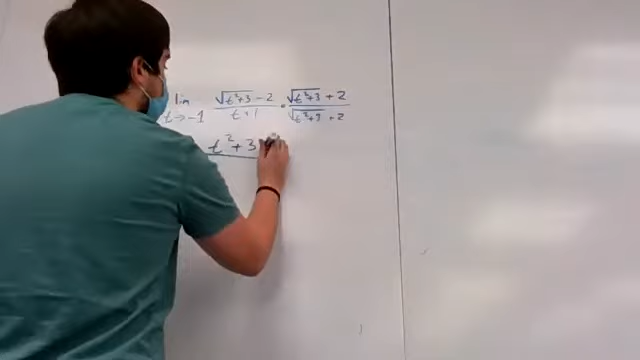 lim t→-1 √t²+3 - 2 / t+1 · √t²+3 + 2 / √t²+3 + 2
t² + 3